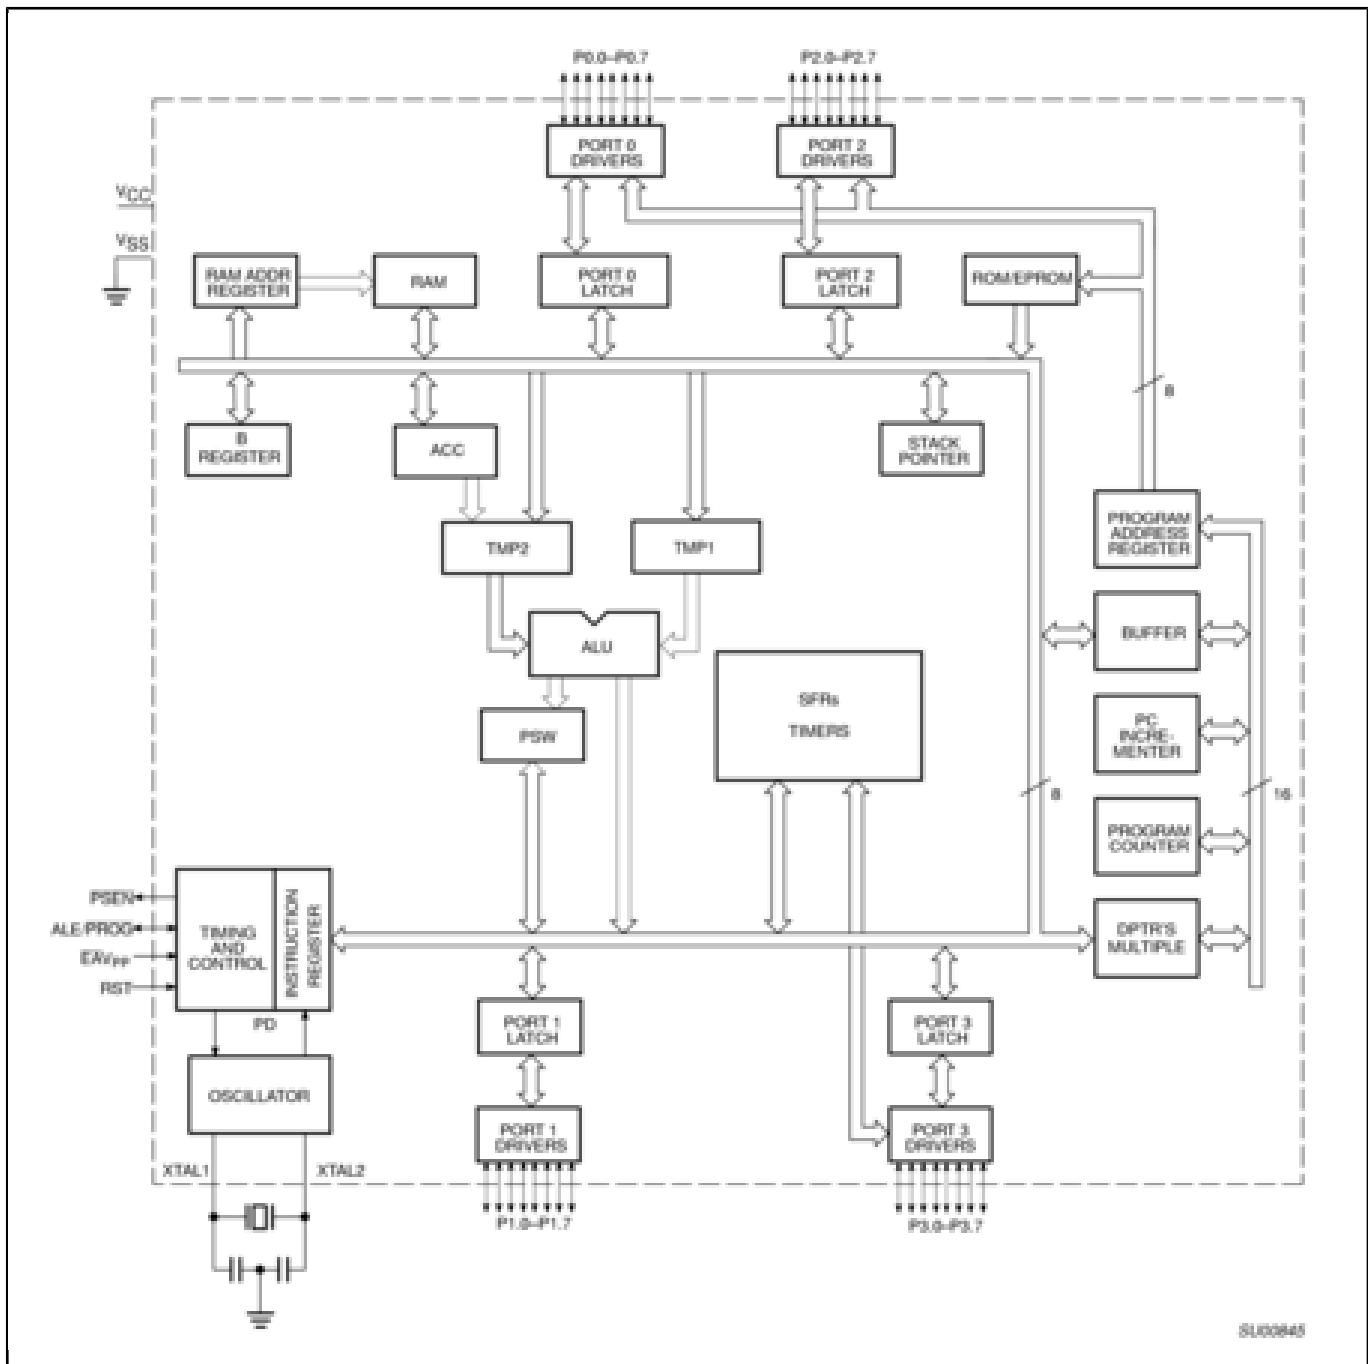 P0.0–P0.7
P2.0–P2.7
PORT 0
DRIVERS
PORT 2
DRIVERS
VCC
VSS
RAM ADDR
REGISTER
RAM
PORT 0
LATCH
PORT 2
LATCH
ROM/EPROM
8
B
REGISTER
ACC
STACK
POINTER
PROGRAM
ADDRESS
REGISTER
TMP2
TMP1
BUFFER
ALU
SFRs
TIMERS
PSW
PC
INCRE-
MENTER
8
16
PROGRAM
COUNTER
PSEN
ALE/PROG
EAVPP
RST
TIMING
AND
CONTROL
INSTRUCTION
REGISTER
DPTR'S
MULTIPLE
PD
PORT 1
LATCH
PORT 3
LATCH
OSCILLATOR
PORT 1
DRIVERS
PORT 3
DRIVERS
XTAL1
XTAL2
P1.0–P1.7
P3.0–P3.7
SU00845